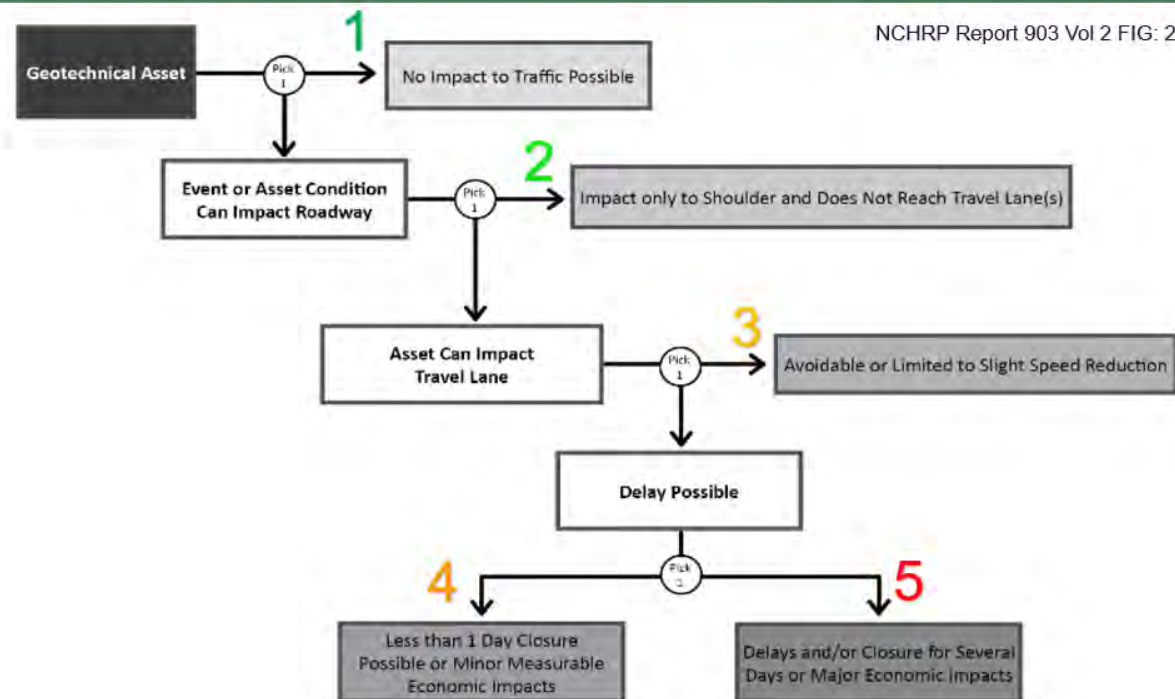 NCHRP Report 903 Vol 2 FIG: 2
1
Geotechnical Asset
Pick
1
No Impact to Traffic Possible
2
Event or Asset Condition
Can Impact Roadway
Pick
1
Impact only to Shoulder and Does Not Reach Travel Lane(s)
3
Asset Can Impact
Travel Lane
Pick
1
Avoidable or Limited to Slight Speed Reduction
Delay Possible
Pick
1
4
5
Less than 1 Day Closure
Possible or Minor Measurable
Economic Impacts
Delays and/or Closure for Several
Days or Major Economic Impacts